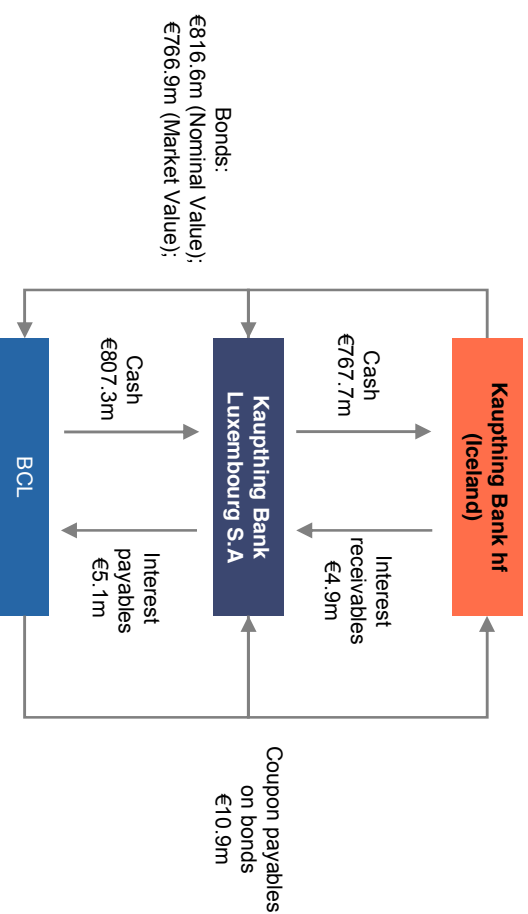 Kaupthing Bank hf
(Iceland)
Cash
€767.7m
Interest
receivables
€4.9m
Bonds:
€816.6m (Nominal Value);
€766.9m (Market Value);
Kaupthing Bank
Luxembourg S.A
Coupon payables
on bonds
€10.9m
Cash
€807.3m
Interest
payables
€5.1m
BCL